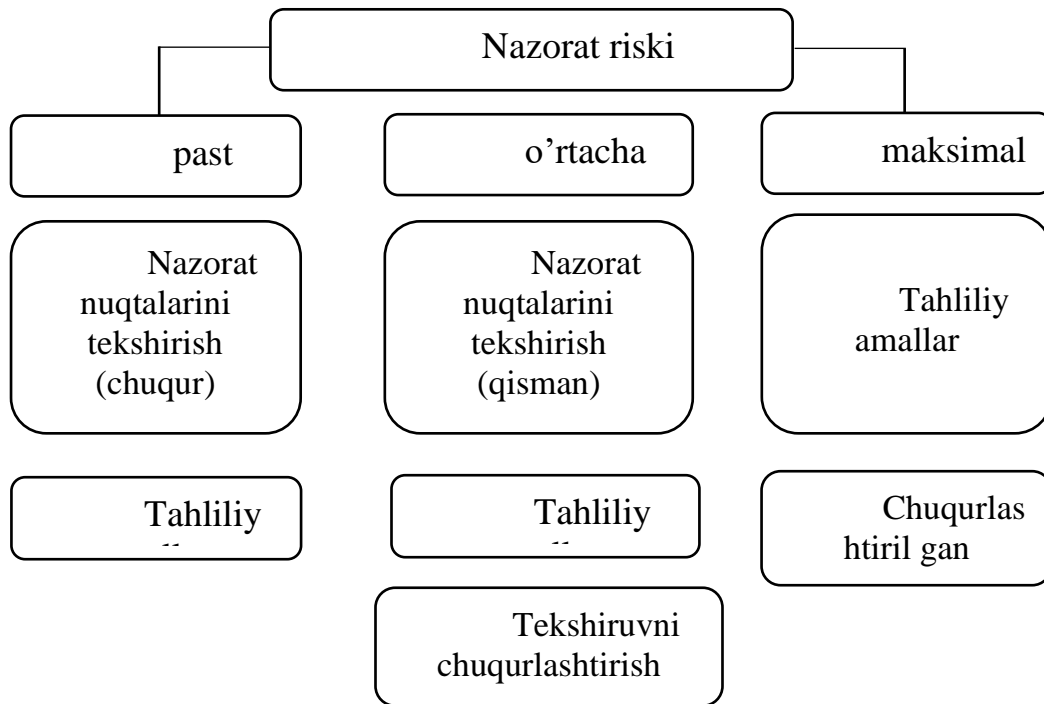 Nazorat riski
past
o’rtacha
maksimal
Nazorat
nuqtalarini
tekshirish
(chuqur)
Nazorat
nuqtalarini
tekshirish
(qisman)
Tahliliy
amallar
Tahliliy
Tahliliy
Chuqurlas
htiril gan
Tekshiruvni
chuqurlashtirish